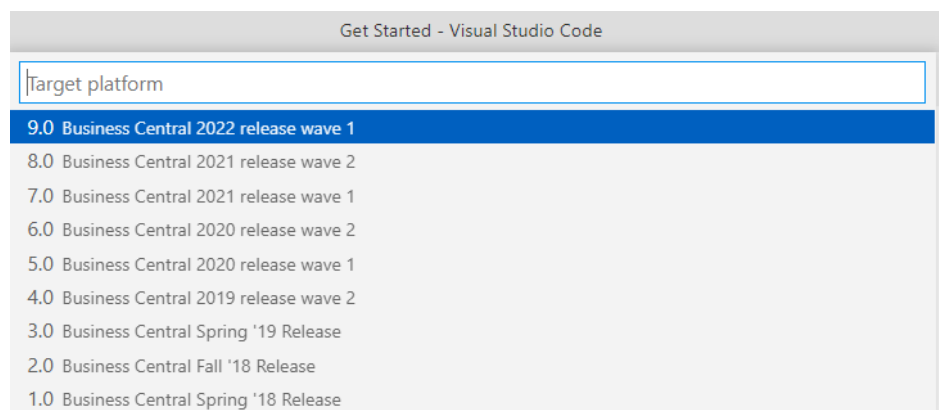 Get Started - Visual Studio Code
Target platform
9.0 Business Central 2022 release wave 1
8.0 Business Central 2021 release wave 2
7.0 Business Central 2021 release wave 1
6.0 Business Central 2020 release wave 2
5.0 Business Central 2020 release wave 1
4.0 Business Central 2019 release wave 2
3.0 Business Central Spring '19 Release
2.0 Business Central Fall '18 Release
1.0 Business Central Spring '18 Release